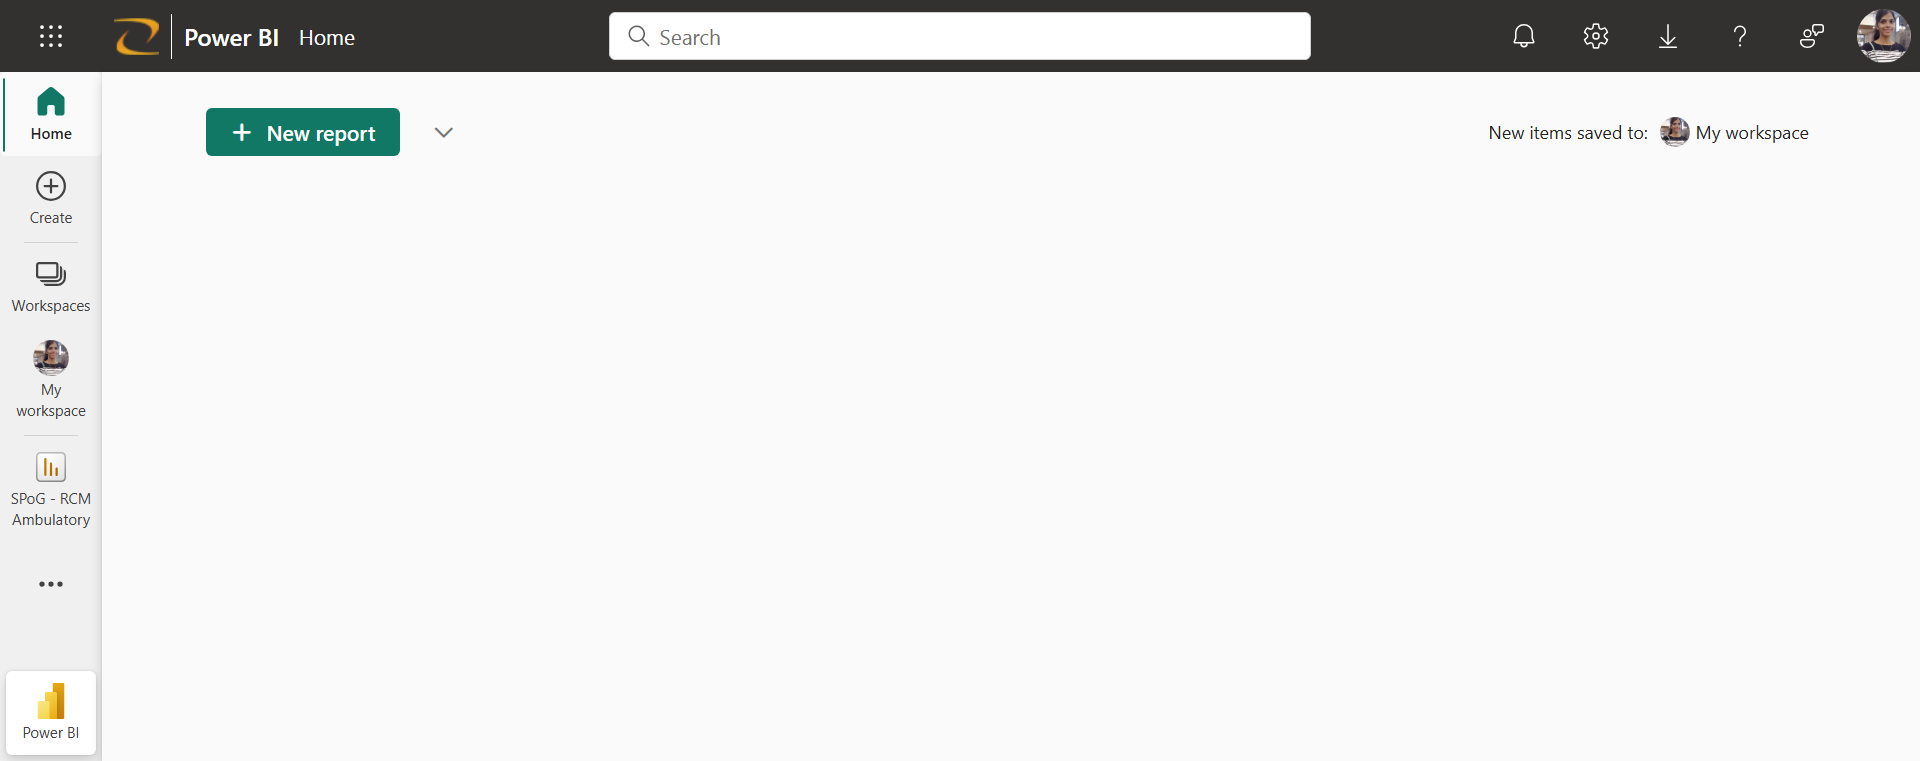 Power BI Home
Search
Home
New report
New items saved to: My workspace
Create
Workspaces
My
workspace
SPoG - RCM
Ambulatory
Power BI